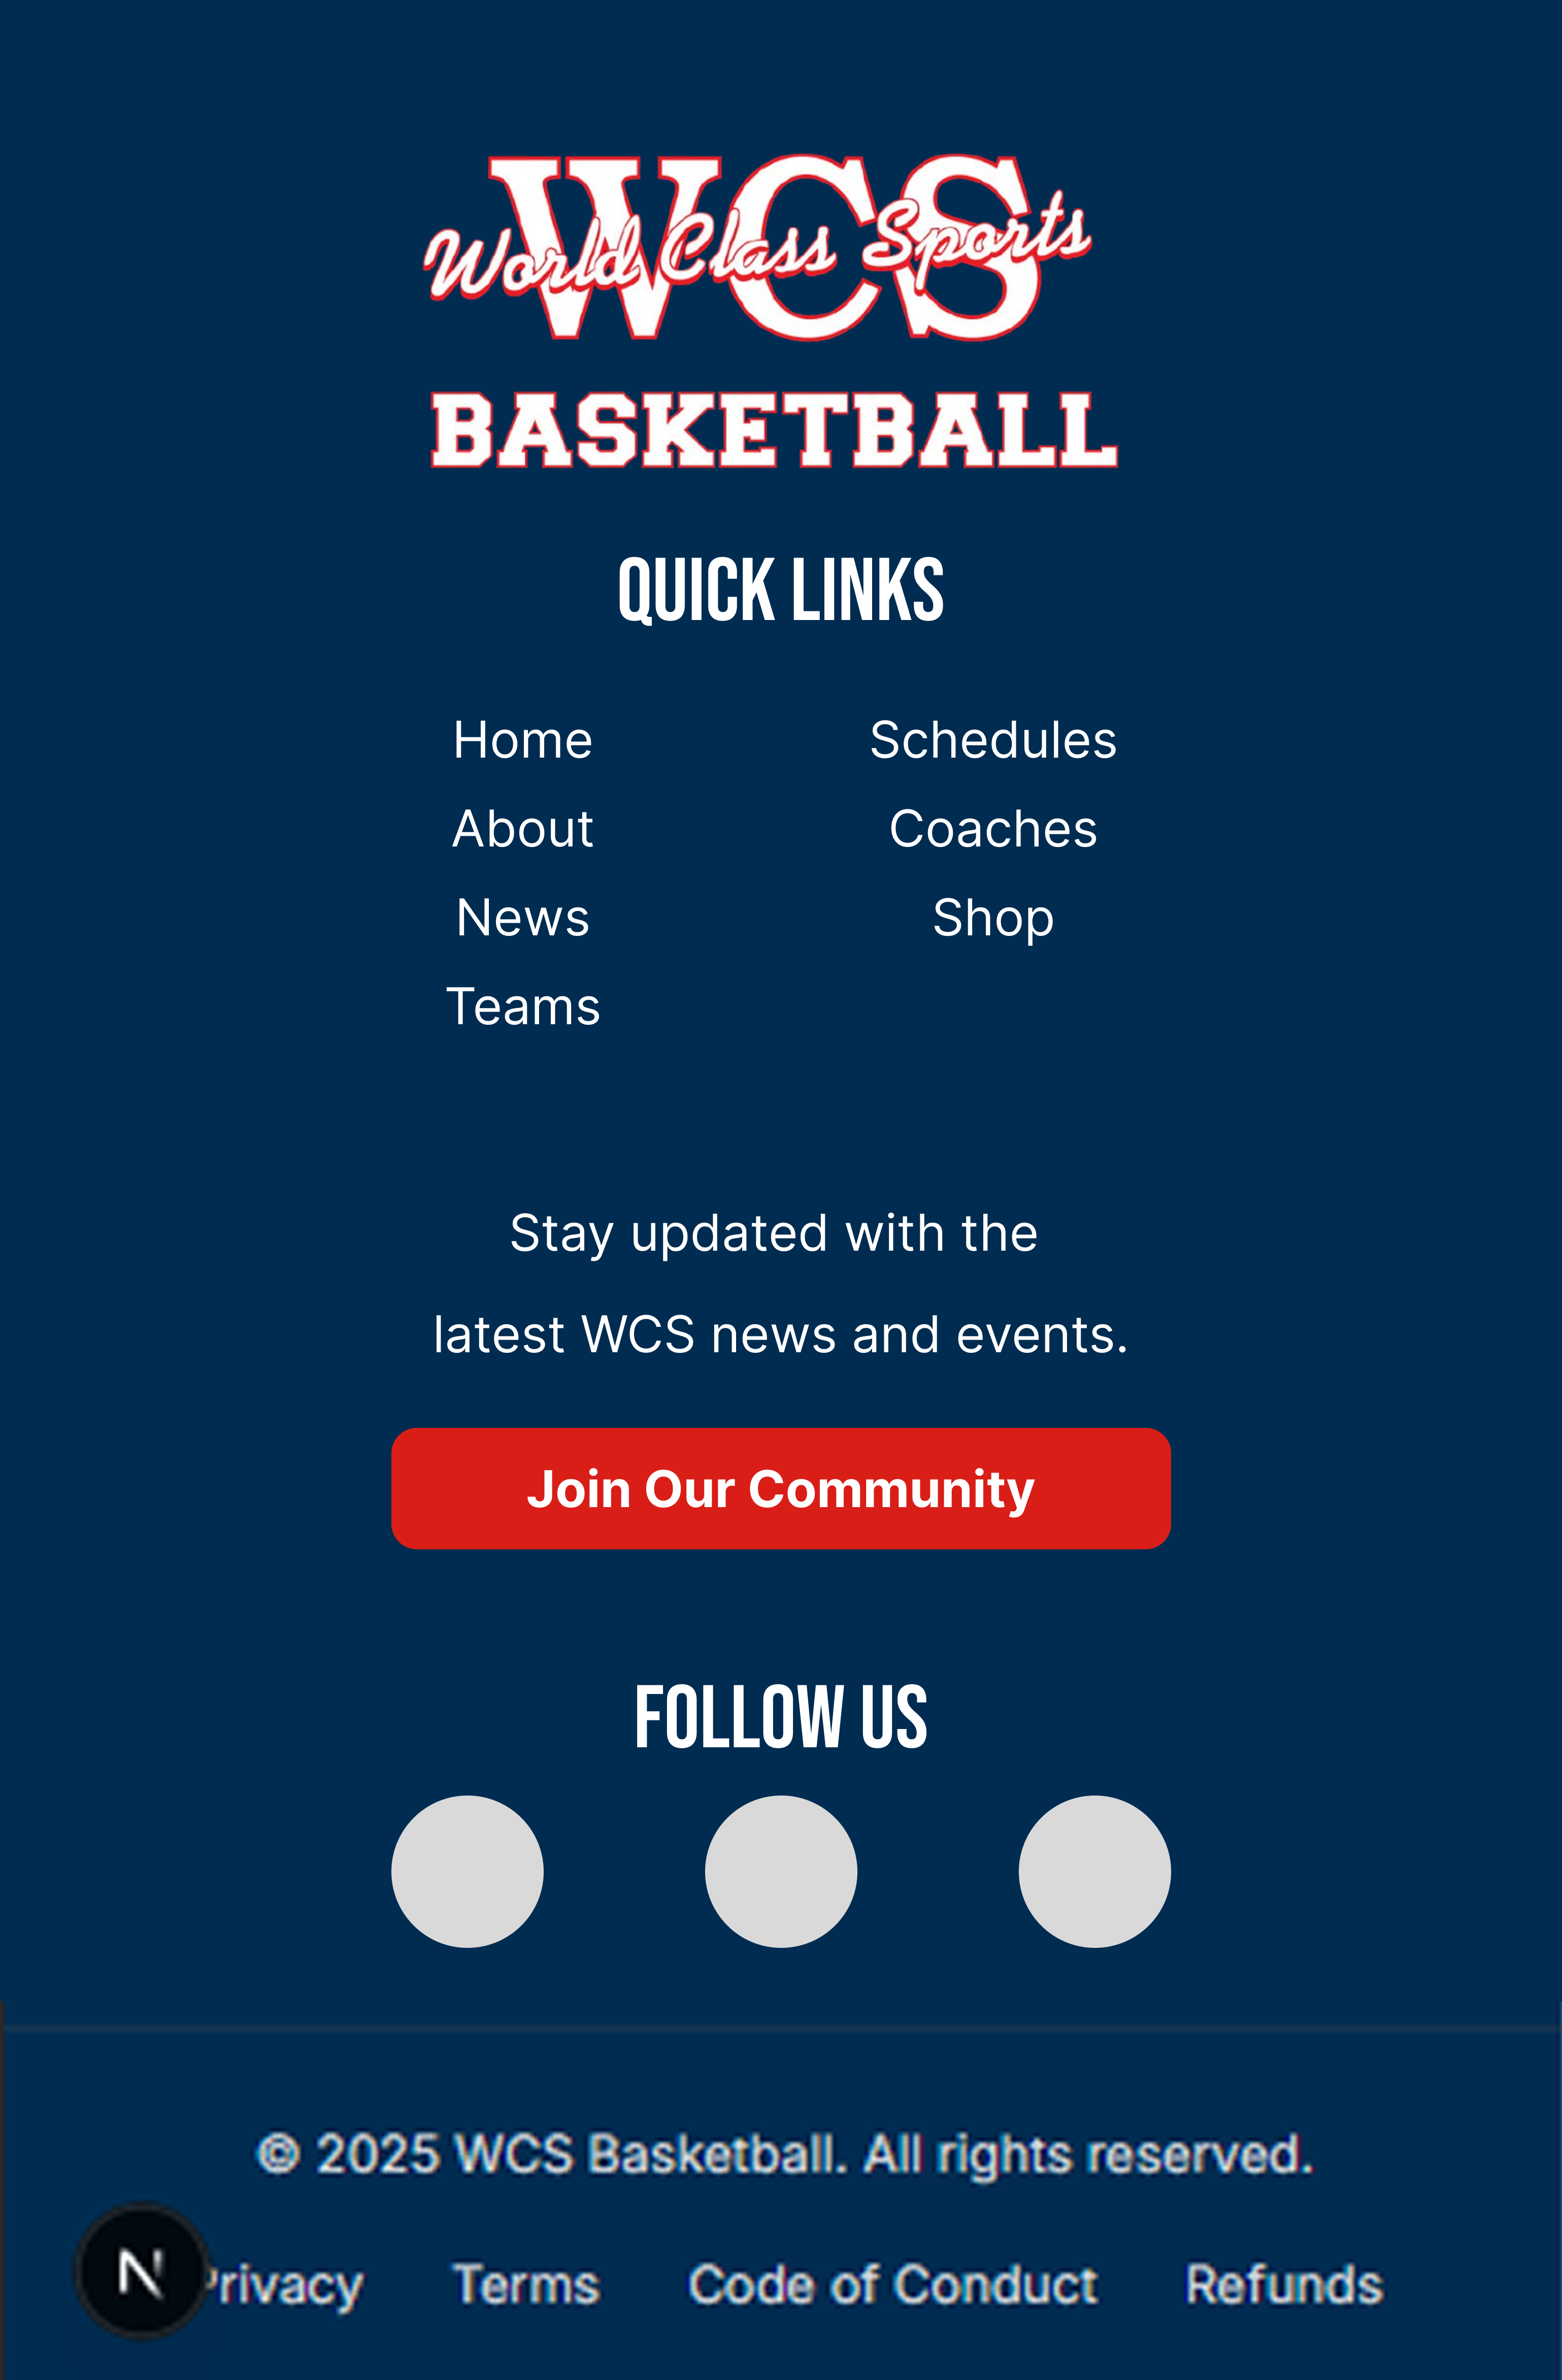 WCS
World Class Sports
BASKETBALL
QUICK LINKS
Home
About
News
Teams
Schedules
Coaches
Shop
Stay updated with the
latest WCS news and events.
Join Our Community
FOLLOW US
© 2025 WCS Basketball. All rights reserved.
N
Privacy Terms Code of Conduct Refunds